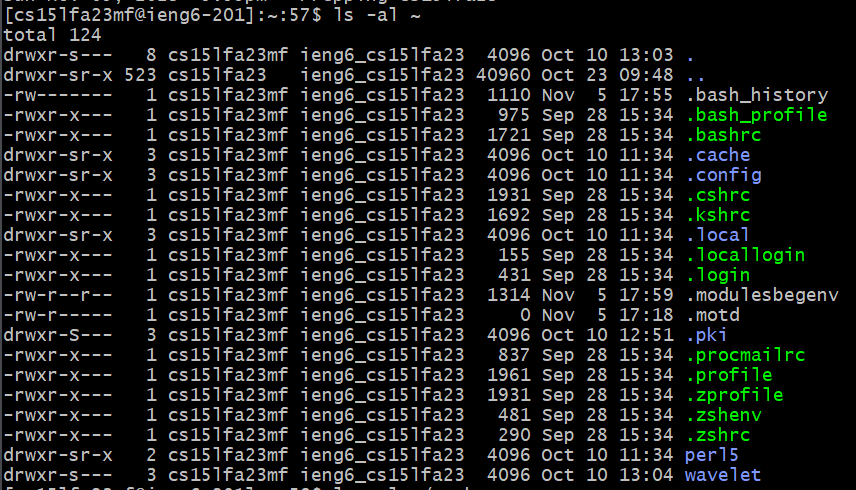 [cs15lfa23mf@ieng6-201]:~:57$ ls -al ~
total 124
drwxr-s---   8 cs15lfa23mf ieng6_cs15lfa23  4096 Oct 10 13:03 .
drwxr-sr-x 523 cs15lfa23   ieng6_cs15lfa23 40960 Oct 23 09:48 ..
-rw-------   1 cs15lfa23mf ieng6_cs15lfa23  1110 Nov  5 17:55 .bash_history
-rwxr-x---   1 cs15lfa23mf ieng6_cs15lfa23   975 Sep 28 15:34 .bash_profile
-rwxr-x---   1 cs15lfa23mf ieng6_cs15lfa23  1721 Sep 28 15:34 .bashrc
drwxr-sr-x   3 cs15lfa23mf ieng6_cs15lfa23  4096 Oct 10 11:34 .cache
drwxr-sr-x   3 cs15lfa23mf ieng6_cs15lfa23  4096 Oct 10 11:34 .config
-rwxr-x---   1 cs15lfa23mf ieng6_cs15lfa23  1931 Sep 28 15:34 .cshrc
-rwxr-x---   1 cs15lfa23mf ieng6_cs15lfa23  1692 Sep 28 15:34 .kshrc
drwxr-sr-x   3 cs15lfa23mf ieng6_cs15lfa23  4096 Oct 10 11:34 .local
-rwxr-x---   1 cs15lfa23mf ieng6_cs15lfa23   155 Sep 28 15:34 .locallogin
-rwxr-x---   1 cs15lfa23mf ieng6_cs15lfa23   431 Sep 28 15:34 .login
-rw-r--r--   1 cs15lfa23mf ieng6_cs15lfa23  1314 Nov  5 17:59 .modulesbegenv
-rw-r-----   1 cs15lfa23mf ieng6_cs15lfa23     0 Nov  5 17:18 .motd
drwxr-S---   3 cs15lfa23mf ieng6_cs15lfa23  4096 Oct 10 12:51 .pki
-rwxr-x---   1 cs15lfa23mf ieng6_cs15lfa23   837 Sep 28 15:34 .procmailrc
-rwxr-x---   1 cs15lfa23mf ieng6_cs15lfa23  1961 Sep 28 15:34 .profile
-rwxr-x---   1 cs15lfa23mf ieng6_cs15lfa23  1931 Sep 28 15:34 .zprofile
-rwxr-x---   1 cs15lfa23mf ieng6_cs15lfa23   481 Sep 28 15:34 .zshenv
-rwxr-x---   1 cs15lfa23mf ieng6_cs15lfa23   290 Sep 28 15:34 .zshrc
drwxr-sr-x   2 cs15lfa23mf ieng6_cs15lfa23  4096 Oct 10 11:34 perl5
drwxr-s---   3 cs15lfa23mf ieng6_cs15lfa23  4096 Oct 10 13:04 wavelet